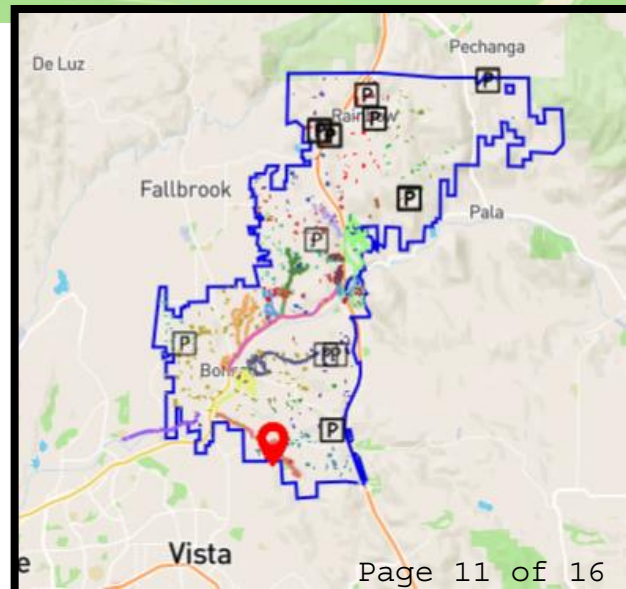 Pechanga
De Luz
P
P
Rainbow
P
P
P
Fallbrook
P
Pala
P
P
P
P
Bonsall
P
Vista
e
Page 11 of 16